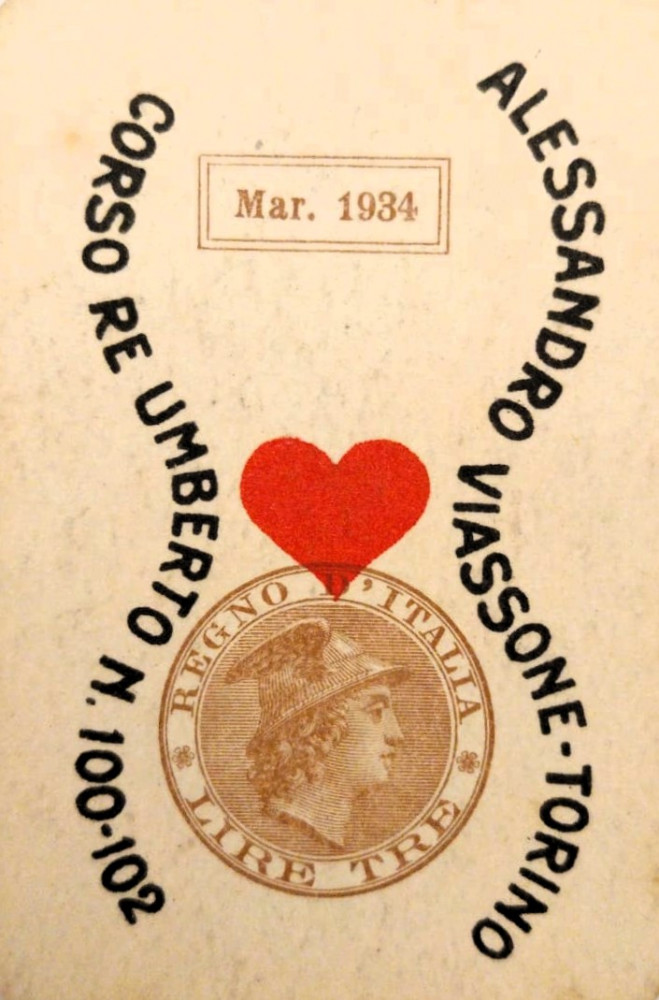 Mar. 1934
CORSO RE UMBERTO N. 100-102
ALESSANDRO VIASSONE-TORINO
REGNO D'ITALIA
LIRE TRE